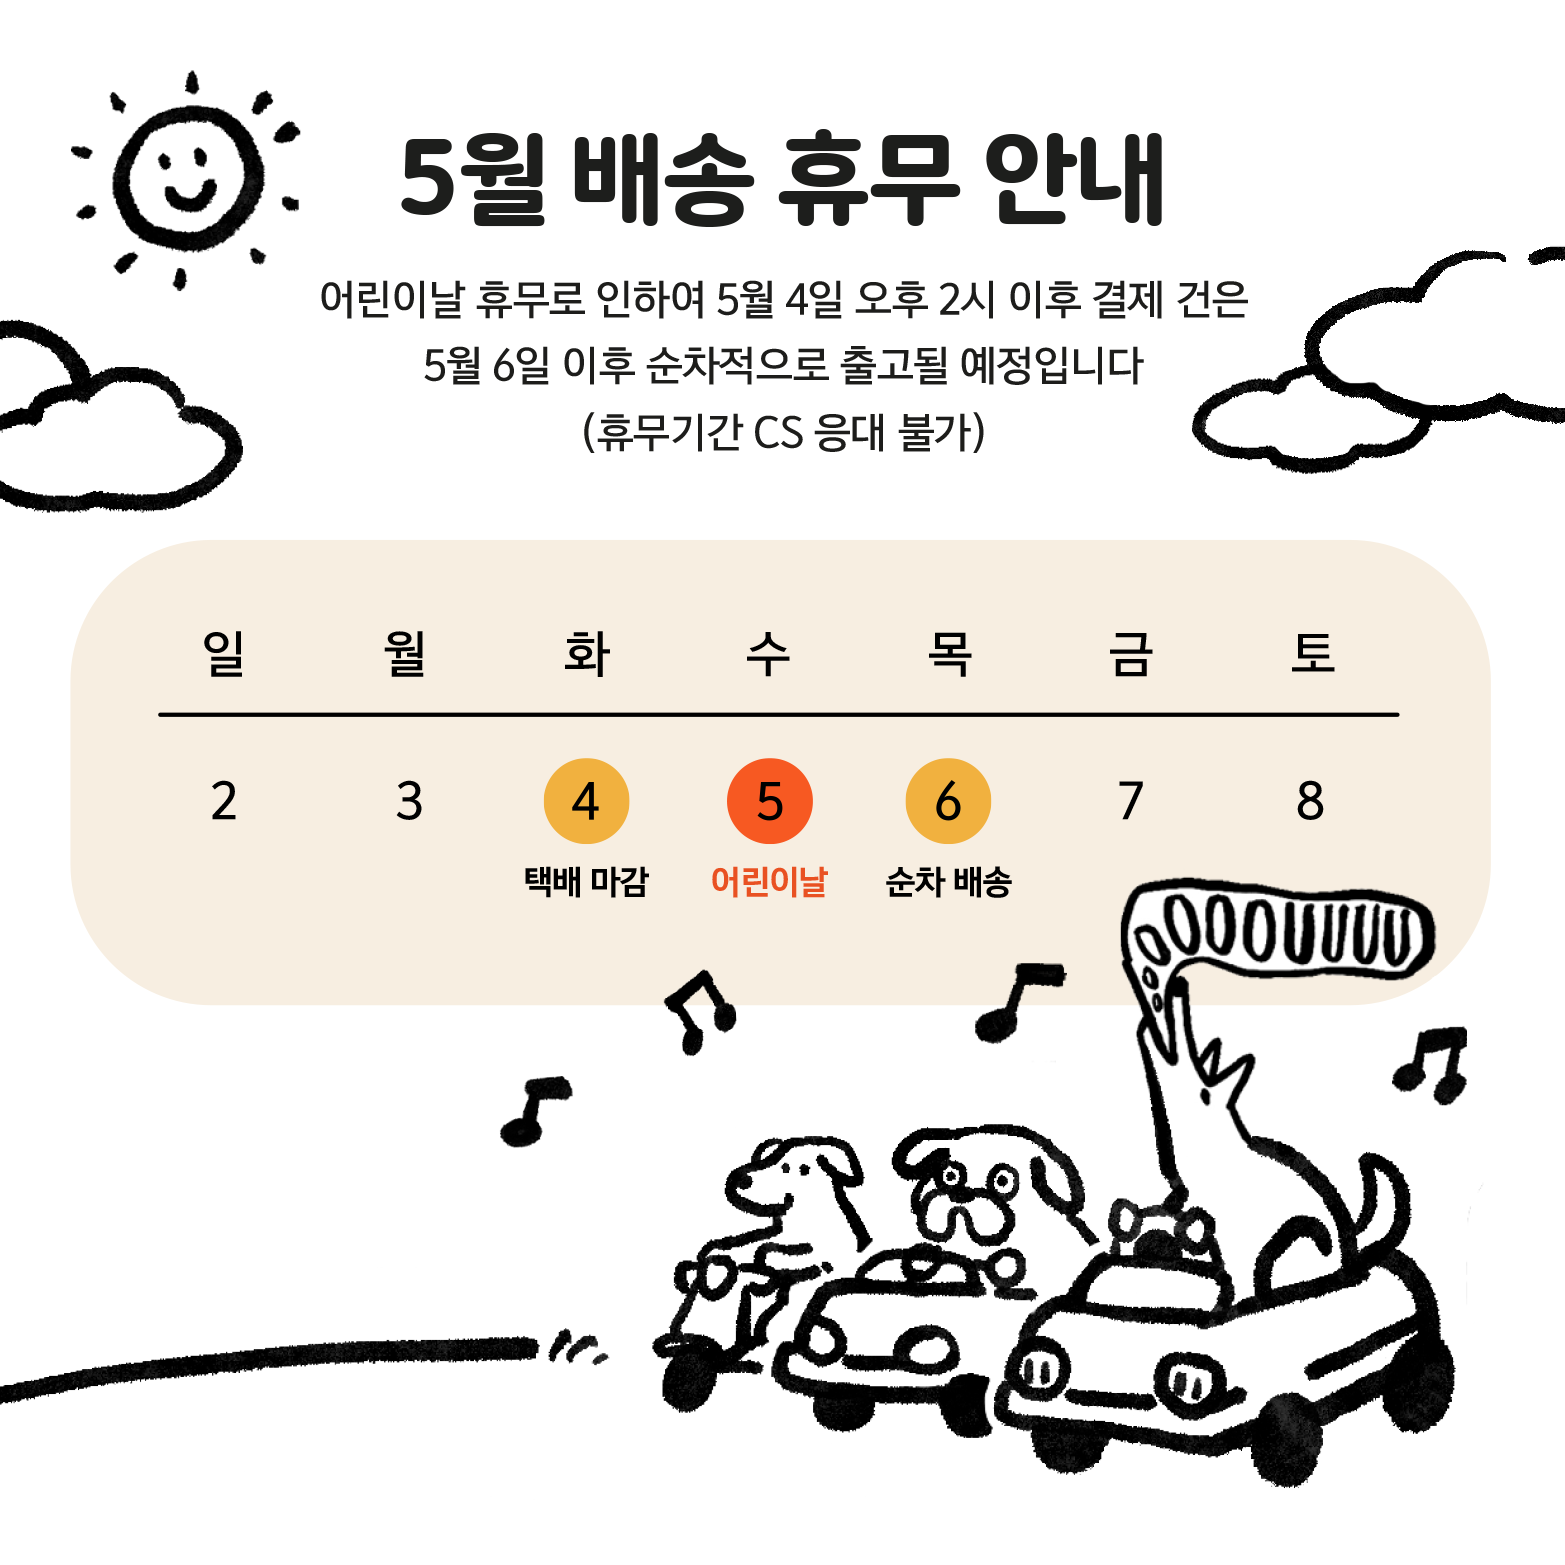 5월 배송 휴무 안내
어린이날 휴무로 인하여 5월 4일 오후 2시 이후 결제 건은
5월 6일 이후 순차적으로 출고될 예정입니다
(휴무기간 CS 응대 불가)
일 월 화 수 목 금 토
2 3 4 5 6 7 8
택배 마감 어린이날 순차 배송